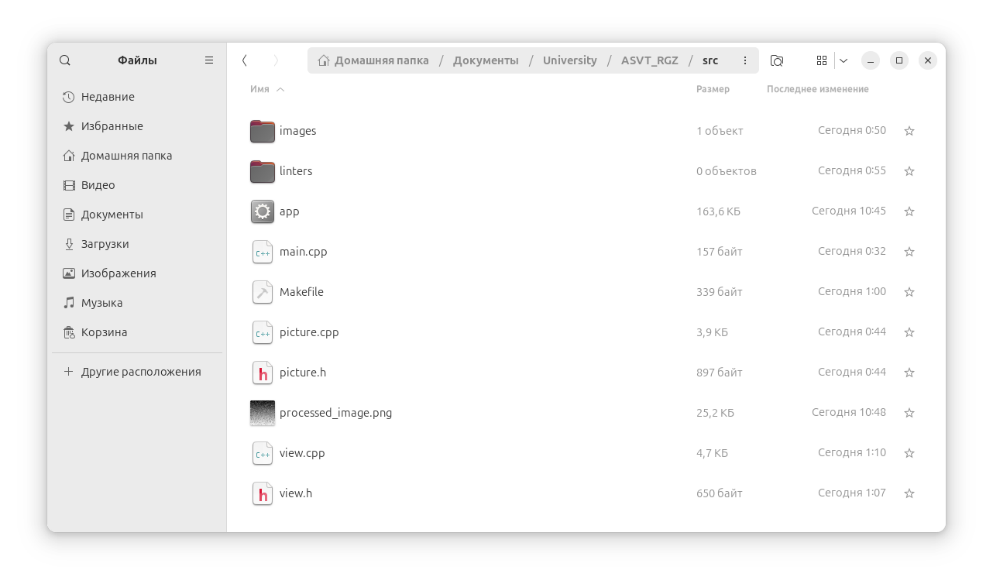 Файлы
Домашняя папка / Документы / University / ASVT_RGZ / src
Недавние
Избранные
Домашняя папка
Видео
Документы
Загрузки
Изображения
Музыка
Корзина
Другие расположения
Имя Размер Последнее изменение
images 1 объект Сегодня 0:50
linters 0 объектов Сегодня 0:55
app 163,6 КБ Сегодня 10:45
C++ main.cpp 157 байт Сегодня 0:32
Makefile 339 байт Сегодня 1:00
C++ picture.cpp 3,9 КБ Сегодня 0:44
h picture.h 897 байт Сегодня 0:44
processed_image.png 25,2 КБ Сегодня 10:48
C++ view.cpp 4,7 КБ Сегодня 1:10
h view.h 650 байт Сегодня 1:07